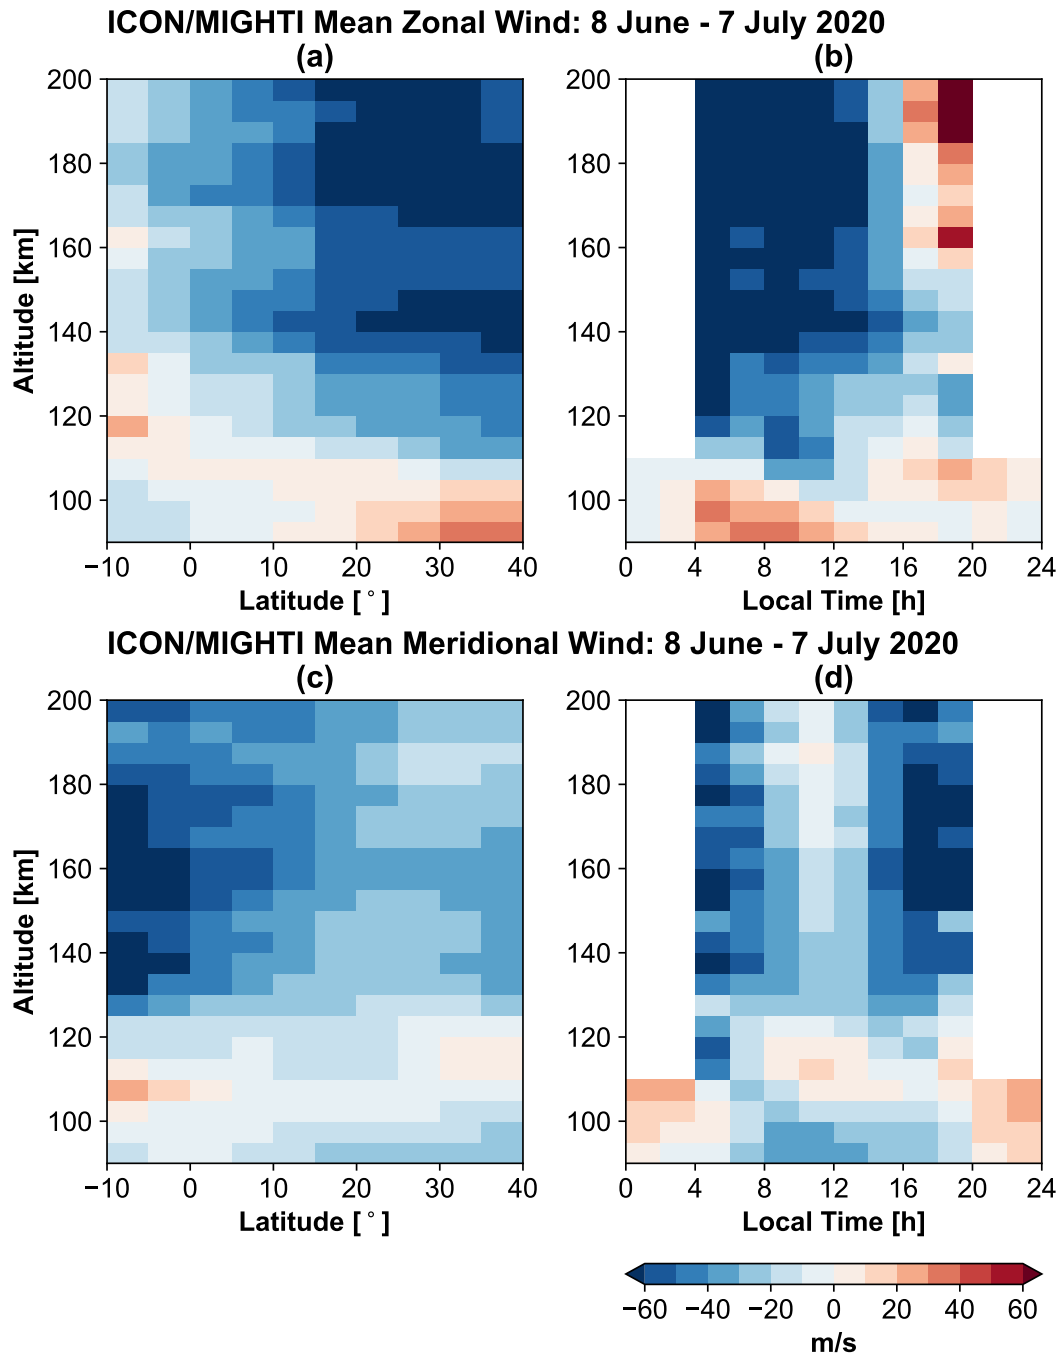 ICON/MIGHTI Mean Zonal Wind: 8 June - 7 July 2020
(a) (b)
200 200
180 180
160 160
140 140
120 120
100 100
Altitude [km]
−10 0 10 20 30 40 0 4 8 12 16 20 24
Latitude [°] Local Time [h]
ICON/MIGHTI Mean Meridional Wind: 8 June - 7 July 2020
(c) (d)
200 200
180 180
160 160
140 140
120 120
100 100
Altitude [km]
−10 0 10 20 30 40 0 4 8 12 16 20 24
Latitude [°] Local Time [h]
−60 −40 −20 0 20 40 60
m/s